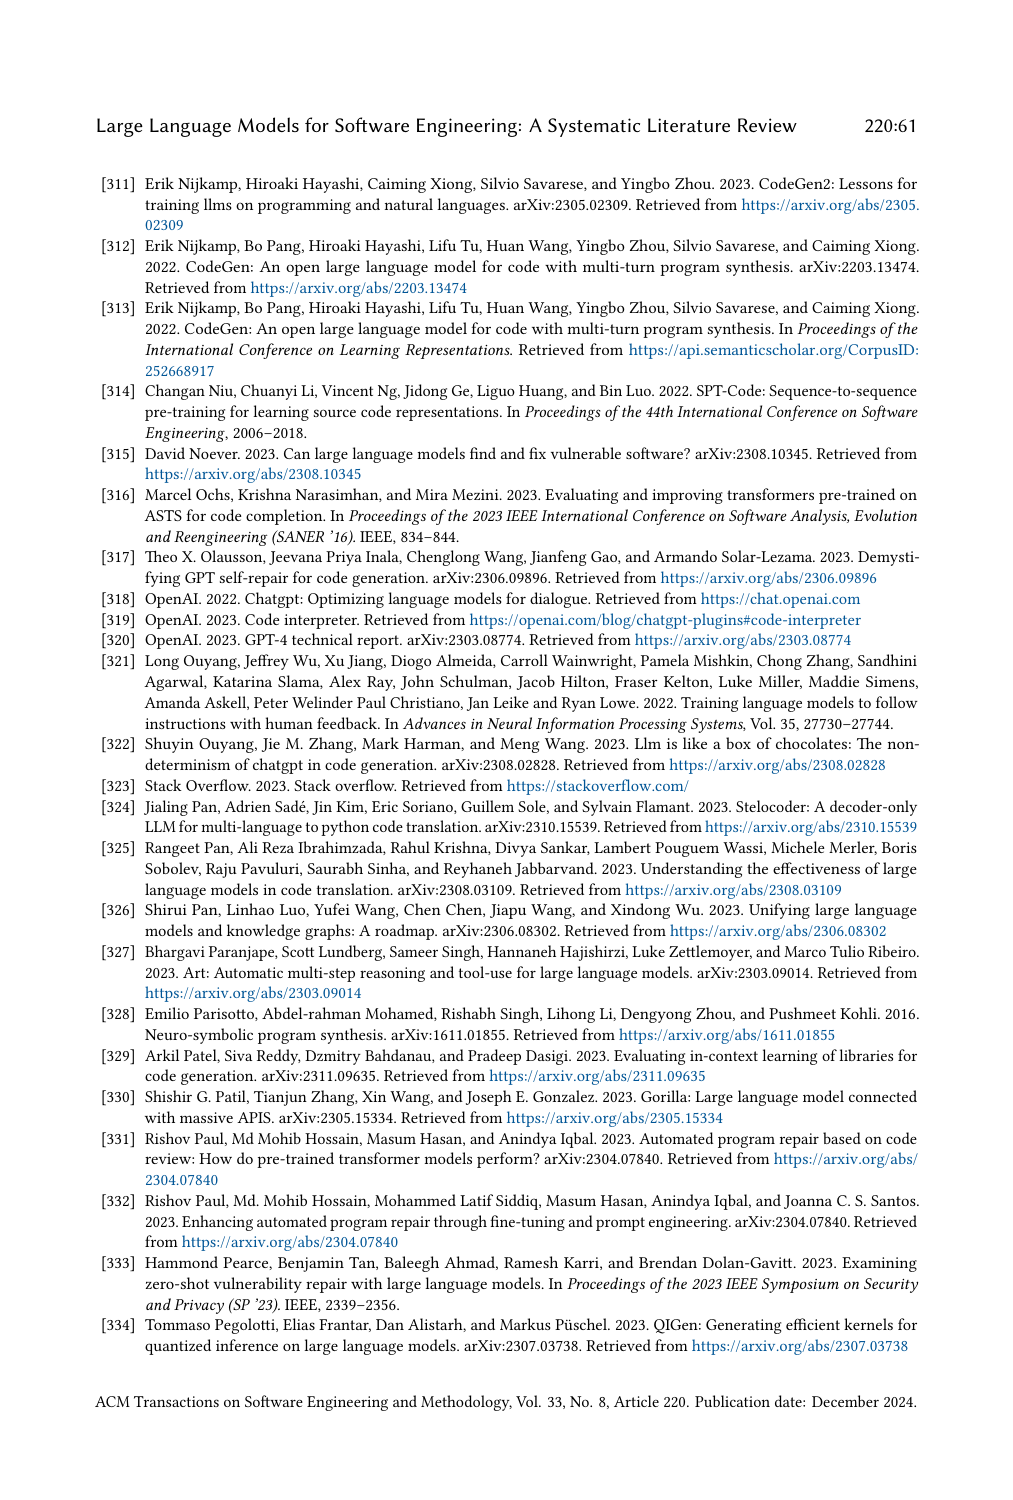 Large Language Models for Software Engineering: A Systematic Literature Review 220:61
[311] Erik Nijkamp, Hiroaki Hayashi, Caiming Xiong, Silvio Savarese, and Yingbo Zhou. 2023. CodeGen2: Lessons for
training llms on programming and natural languages. arXiv:2305.02309. Retrieved from https://arxiv.org/abs/2305.
02309
[312] Erik Nijkamp, Bo Pang, Hiroaki Hayashi, Lifu Tu, Huan Wang, Yingbo Zhou, Silvio Savarese, and Caiming Xiong.
2022. CodeGen: An open large language model for code with multi-turn program synthesis. arXiv:2203.13474.
Retrieved from https://arxiv.org/abs/2203.13474
[313] Erik Nijkamp, Bo Pang, Hiroaki Hayashi, Lifu Tu, Huan Wang, Yingbo Zhou, Silvio Savarese, and Caiming Xiong.
2022. CodeGen: An open large language model for code with multi-turn program synthesis. In Proceedings of the
International Conference on Learning Representations. Retrieved from https://api.semanticscholar.org/CorpusID:
252668917
[314] Changan Niu, Chuanyi Li, Vincent Ng, Jidong Ge, Liguo Huang, and Bin Luo. 2022. SPT-Code: Sequence-to-sequence
pre-training for learning source code representations. In Proceedings of the 44th International Conference on Software
Engineering, 2006–2018.
[315] David Noever. 2023. Can large language models find and fix vulnerable software? arXiv:2308.10345. Retrieved from
https://arxiv.org/abs/2308.10345
[316] Marcel Ochs, Krishna Narasimhan, and Mira Mezini. 2023. Evaluating and improving transformers pre-trained on
ASTS for code completion. In Proceedings of the 2023 IEEE International Conference on Software Analysis, Evolution
and Reengineering (SANER ’16). IEEE, 834–844.
[317] Theo X. Olausson, Jeevana Priya Inala, Chenglong Wang, Jianfeng Gao, and Armando Solar-Lezama. 2023. Demysti-
fying GPT self-repair for code generation. arXiv:2306.09896. Retrieved from https://arxiv.org/abs/2306.09896
[318] OpenAI. 2022. Chatgpt: Optimizing language models for dialogue. Retrieved from https://chat.openai.com
[319] OpenAI. 2023. Code interpreter. Retrieved from https://openai.com/blog/chatgpt-plugins#code-interpreter
[320] OpenAI. 2023. GPT-4 technical report. arXiv:2303.08774. Retrieved from https://arxiv.org/abs/2303.08774
[321] Long Ouyang, Jeffrey Wu, Xu Jiang, Diogo Almeida, Carroll Wainwright, Pamela Mishkin, Chong Zhang, Sandhini
Agarwal, Katarina Slama, Alex Ray, John Schulman, Jacob Hilton, Fraser Kelton, Luke Miller, Maddie Simens,
Amanda Askell, Peter Welinder Paul Christiano, Jan Leike and Ryan Lowe. 2022. Training language models to follow
instructions with human feedback. In Advances in Neural Information Processing Systems, Vol. 35, 27730–27744.
[322] Shuyin Ouyang, Jie M. Zhang, Mark Harman, and Meng Wang. 2023. Llm is like a box of chocolates: The non-
determinism of chatgpt in code generation. arXiv:2308.02828. Retrieved from https://arxiv.org/abs/2308.02828
[323] Stack Overflow. 2023. Stack overflow. Retrieved from https://stackoverflow.com/
[324] Jialing Pan, Adrien Sadé, Jin Kim, Eric Soriano, Guillem Sole, and Sylvain Flamant. 2023. Stelocoder: A decoder-only
LLM for multi-language to python code translation. arXiv:2310.15539. Retrieved from https://arxiv.org/abs/2310.15539
[325] Rangeet Pan, Ali Reza Ibrahimzada, Rahul Krishna, Divya Sankar, Lambert Pouguem Wassi, Michele Merler, Boris
Sobolev, Raju Pavuluri, Saurabh Sinha, and Reyhaneh Jabbarvand. 2023. Understanding the effectiveness of large
language models in code translation. arXiv:2308.03109. Retrieved from https://arxiv.org/abs/2308.03109
[326] Shirui Pan, Linhao Luo, Yufei Wang, Chen Chen, Jiapu Wang, and Xindong Wu. 2023. Unifying large language
models and knowledge graphs: A roadmap. arXiv:2306.08302. Retrieved from https://arxiv.org/abs/2306.08302
[327] Bhargavi Paranjape, Scott Lundberg, Sameer Singh, Hannaneh Hajishirzi, Luke Zettlemoyer, and Marco Tulio Ribeiro.
2023. Art: Automatic multi-step reasoning and tool-use for large language models. arXiv:2303.09014. Retrieved from
https://arxiv.org/abs/2303.09014
[328] Emilio Parisotto, Abdel-rahman Mohamed, Rishabh Singh, Lihong Li, Dengyong Zhou, and Pushmeet Kohli. 2016.
Neuro-symbolic program synthesis. arXiv:1611.01855. Retrieved from https://arxiv.org/abs/1611.01855
[329] Arkil Patel, Siva Reddy, Dzmitry Bahdanau, and Pradeep Dasigi. 2023. Evaluating in-context learning of libraries for
code generation. arXiv:2311.09635. Retrieved from https://arxiv.org/abs/2311.09635
[330] Shishir G. Patil, Tianjun Zhang, Xin Wang, and Joseph E. Gonzalez. 2023. Gorilla: Large language model connected
with massive APIS. arXiv:2305.15334. Retrieved from https://arxiv.org/abs/2305.15334
[331] Rishov Paul, Md Mohib Hossain, Masum Hasan, and Anindya Iqbal. 2023. Automated program repair based on code
review: How do pre-trained transformer models perform? arXiv:2304.07840. Retrieved from https://arxiv.org/abs/
2304.07840
[332] Rishov Paul, Md. Mohib Hossain, Mohammed Latif Siddiq, Masum Hasan, Anindya Iqbal, and Joanna C. S. Santos.
2023. Enhancing automated program repair through fine-tuning and prompt engineering. arXiv:2304.07840. Retrieved
from https://arxiv.org/abs/2304.07840
[333] Hammond Pearce, Benjamin Tan, Baleegh Ahmad, Ramesh Karri, and Brendan Dolan-Gavitt. 2023. Examining
zero-shot vulnerability repair with large language models. In Proceedings of the 2023 IEEE Symposium on Security
and Privacy (SP ’23). IEEE, 2339–2356.
[334] Tommaso Pegolotti, Elias Frantar, Dan Alistarh, and Markus Püschel. 2023. QIGen: Generating efficient kernels for
quantized inference on large language models. arXiv:2307.03738. Retrieved from https://arxiv.org/abs/2307.03738
ACM Transactions on Software Engineering and Methodology, Vol. 33, No. 8, Article 220. Publication date: December 2024.